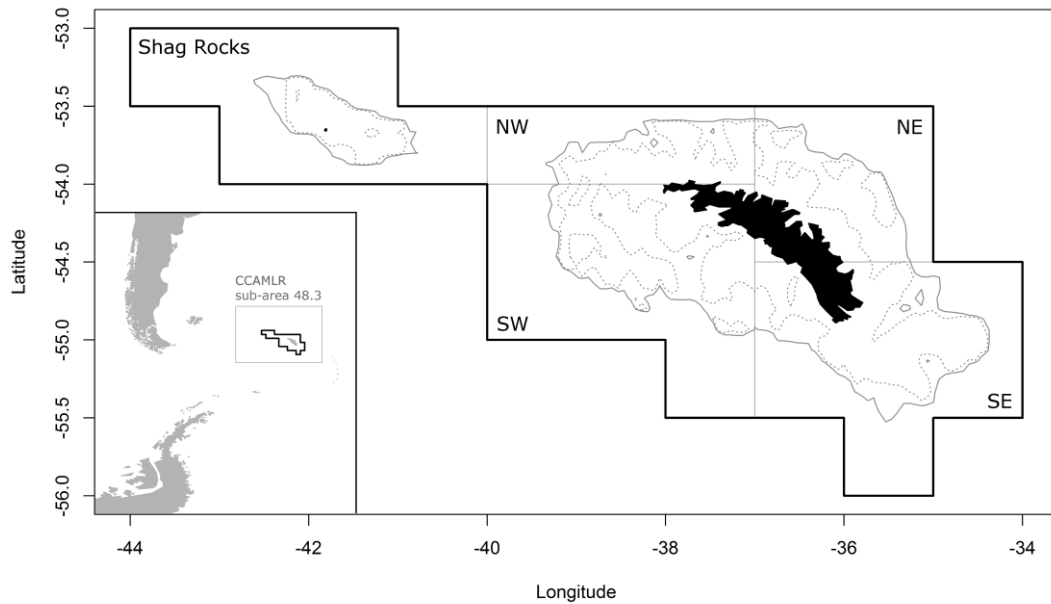 Shag Rocks
NW
NE
CCAMLR
sub-area 48.3
SW
SE
-53.0
-53.5
-54.0
-54.5
-55.0
-55.5
-56.0
Latitude
-44
-42
-40
-38
-36
-34
Longitude